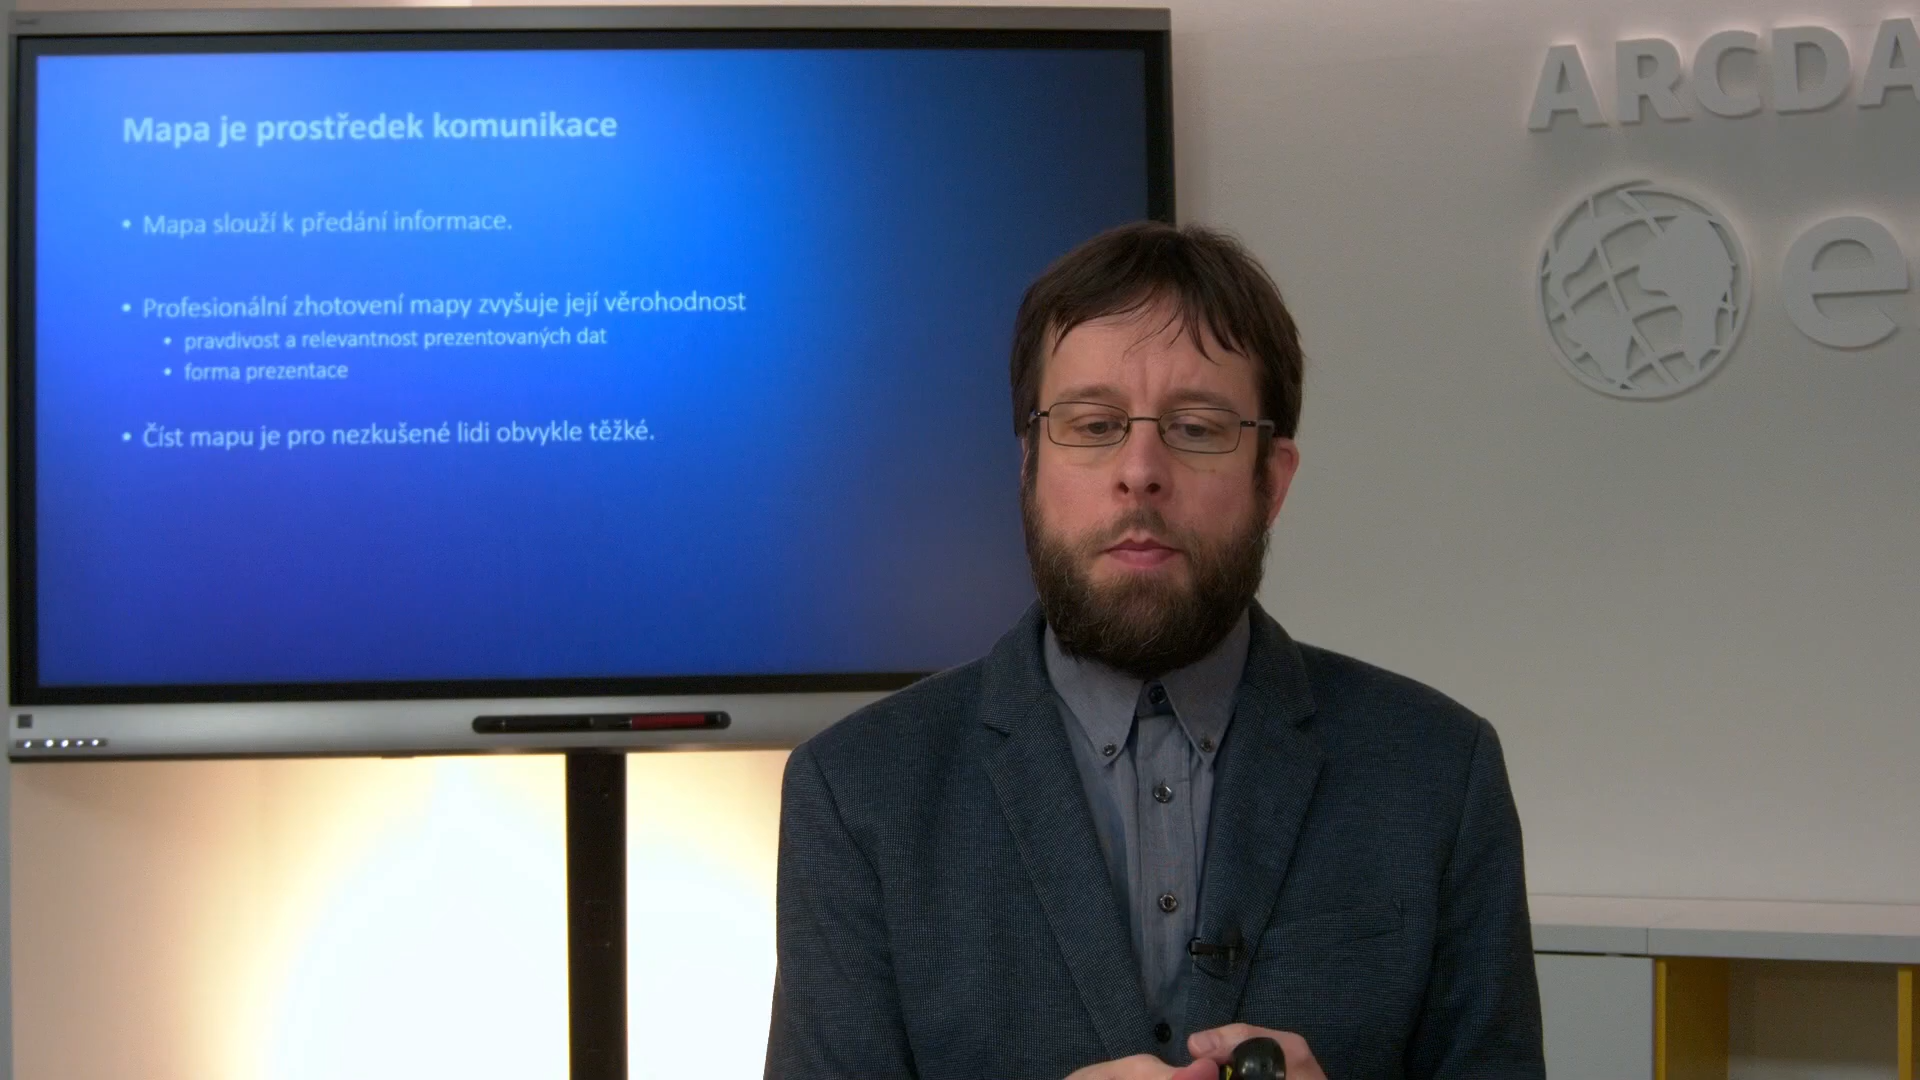 Mapa je prostředek komunikace
• Mapa slouží k předání informace.
• Profesionální zhotovení mapy zvyšuje její věrohodnost
• pravdivost a relevantnost prezentovaných dat
• forma prezentace
• Číst mapu je pro nezkušené lidi obvykle těžké.
ARCDA
e